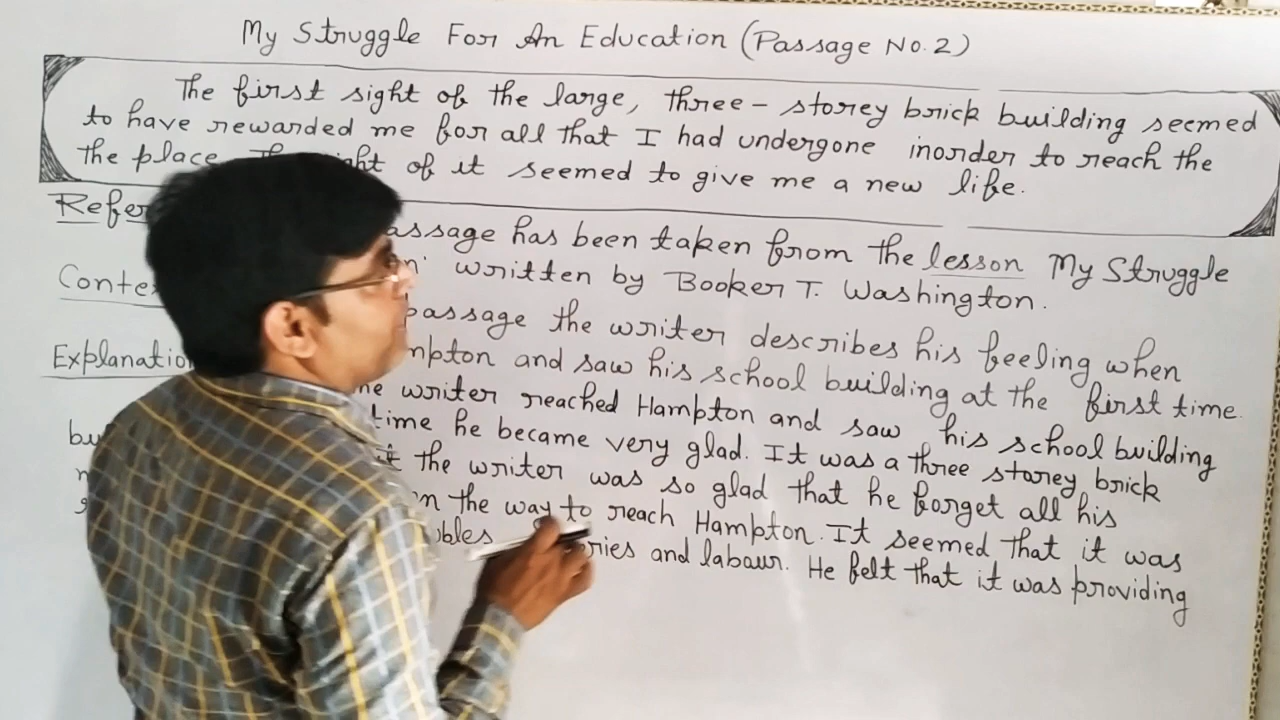 My Struggle For An Education (Passage No. 2)
The first sight of the large, three-storey brick building seemed
to have rewarded me for all that I had undergone inorder to reach the
the place. of it seemed to give me a new life.
has been taken from the lesson My Struggle
written by Booker T. Washington.
passage the writer describes his feeling when
and saw his school building at the first time.
writer reached Hampton and saw his school building
time he became very glad. It was a three storey brick
the writer was so glad that he forget all his
the way to reach Hampton. It seemed that it was
and labour. He felt that it was providing